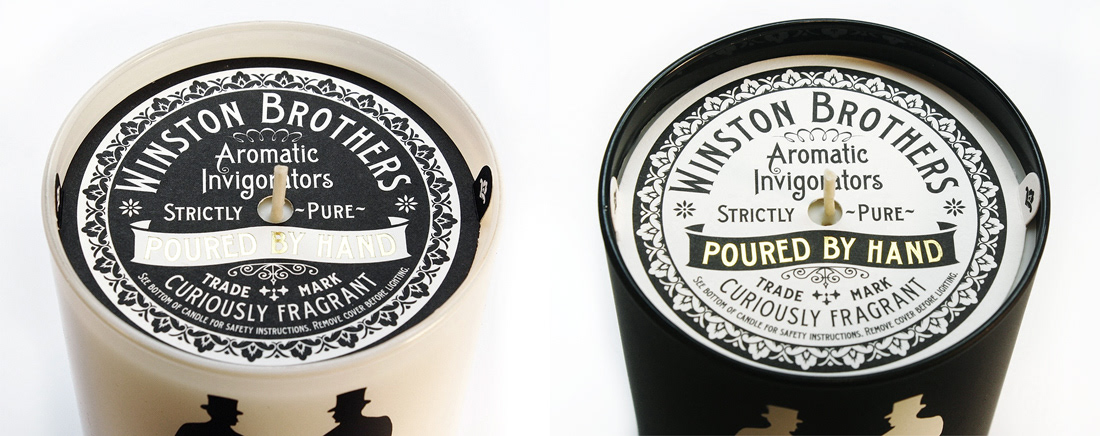 WINSTON BROTHERS
Aromatic
Invigorators
STRICTLY ~PURE~
POURED BY HAND
TRADE MARK
CURIOUSLY FRAGRANT
SEE BOTTOM OF CANDLE FOR SAFETY INSTRUCTIONS. REMOVE COVER BEFORE LIGHTING.
WINSTON BROTHERS
Aromatic
Invigorators
STRICTLY ~PURE~
POURED BY HAND
TRADE MARK
CURIOUSLY FRAGRANT
SEE BOTTOM OF CANDLE FOR SAFETY INSTRUCTIONS. REMOVE COVER BEFORE LIGHTING.